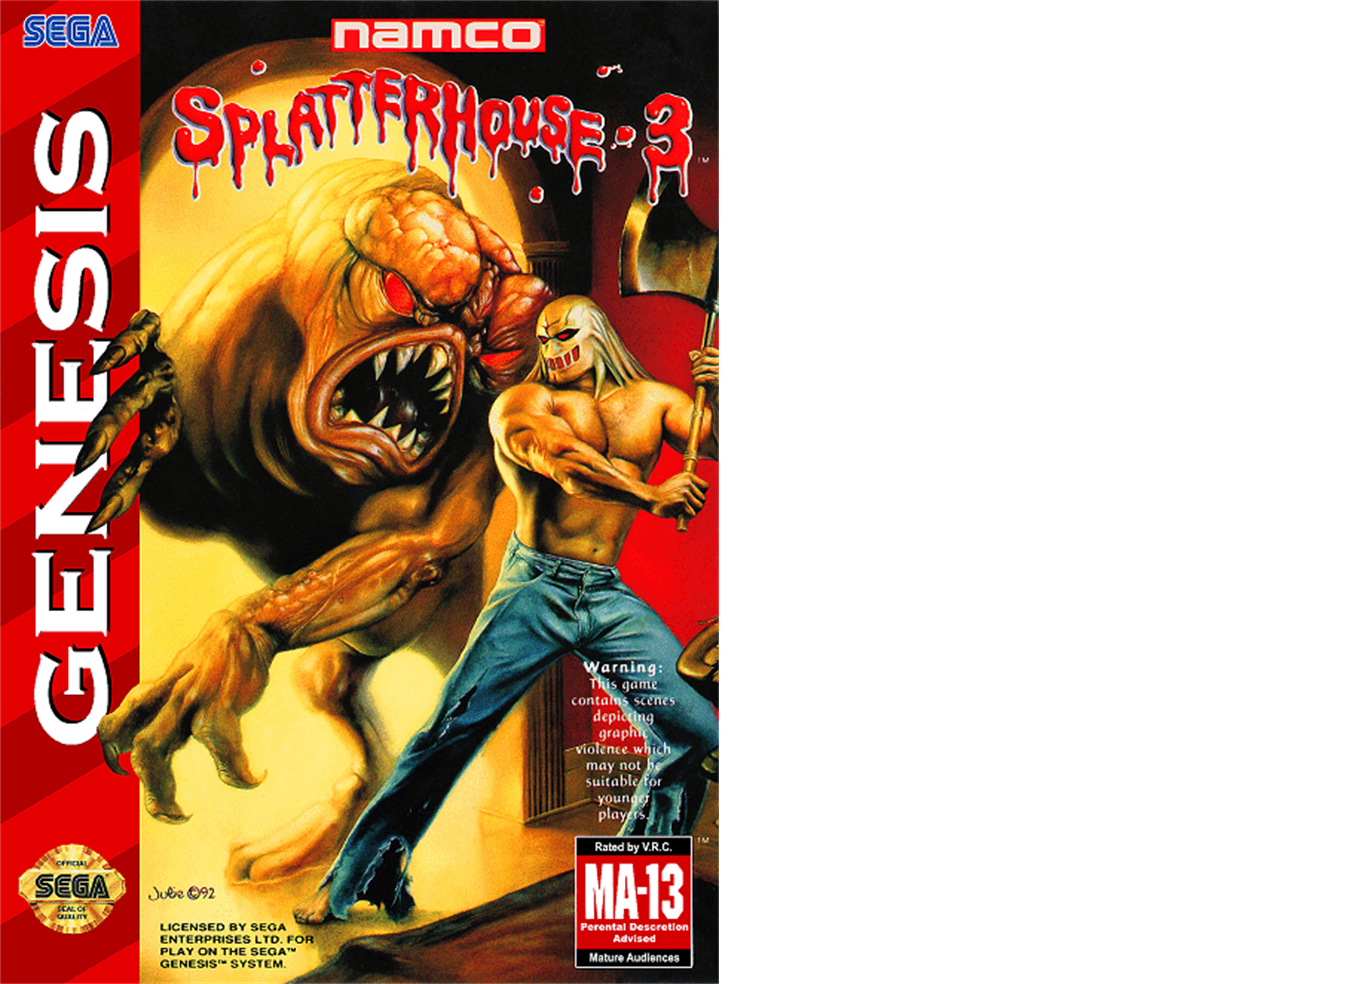 SEGA
namco
SPLATTERHOUSE·3
TM
GENESIS
Warning:
This game
contains scenes
depicting
graphic
violence which
may not be
suitable for
younger
players.
TM
Rated by V.R.C.
MA-13
Perental Descretion
Advised
Mature Audiences
OFFICIAL
SEGA
SEAL OF
QUALITY
Julie ©92
LICENSED BY SEGA
ENTERPRISES LTD. FOR
PLAY ON THE SEGA™
GENESIS™ SYSTEM.